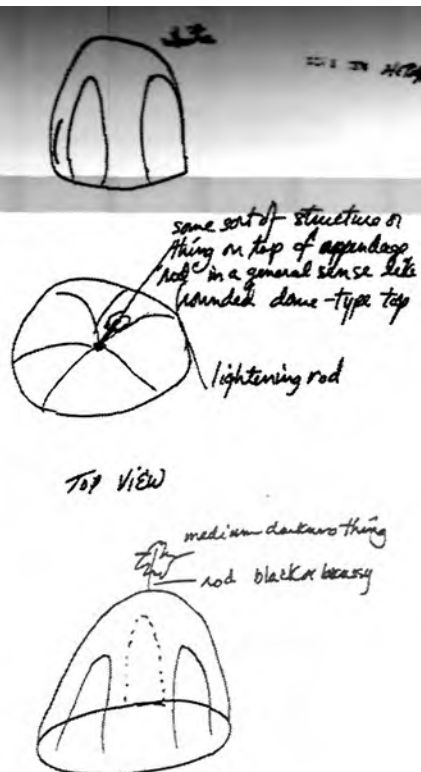 some sort of structure or
thing on top of appendage
rod in a general sense like
rounded dome-type top
lightening rod
TOP VIEW
medium darkness thing
rod black or brassy